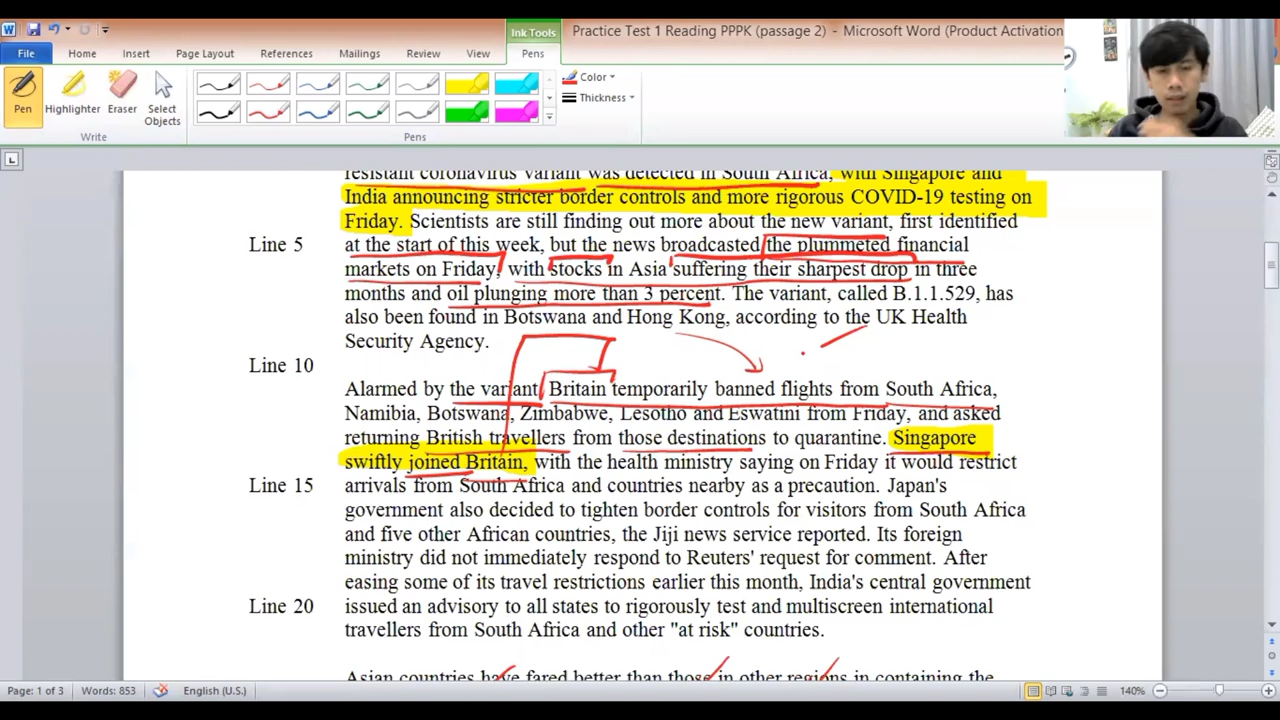 Ink Tools
Practice Test 1 Reading PPPK (passage 2) - Microsoft Word (Product Activation
File Home Insert Page Layout References Mailings Review View Pens
Pen Highlighter Eraser Select Objects
Color
Thickness
Write
Pens
resistant coronavirus variant was detected in South Africa, with Singapore and
India announcing stricter border controls and more rigorous COVID-19 testing on
Friday. Scientists are still finding out more about the new variant, first identified
Line 5 at the start of this week, but the news broadcasted the plummeted financial
markets on Friday, with stocks in Asia suffering their sharpest drop in three
months and oil plunging more than 3 percent. The variant, called B.1.1.529, has
also been found in Botswana and Hong Kong, according to the UK Health
Security Agency.
Line 10
Alarmed by the variant Britain temporarily banned flights from South Africa,
Namibia, Botswana, Zimbabwe, Lesotho and Eswatini from Friday, and asked
returning British travellers from those destinations to quarantine. Singapore
swiftly joined Britain, with the health ministry saying on Friday it would restrict
Line 15 arrivals from South Africa and countries nearby as a precaution. Japan's
government also decided to tighten border controls for visitors from South Africa
and five other African countries, the Jiji news service reported. Its foreign
ministry did not immediately respond to Reuters' request for comment. After
easing some of its travel restrictions earlier this month, India's central government
Line 20 issued an advisory to all states to rigorously test and multiscreen international
travellers from South Africa and other "at risk" countries.
Asian countries have fared better than those in other regions in containing the
Page: 1 of 3 Words: 853 English (U.S.) 140%